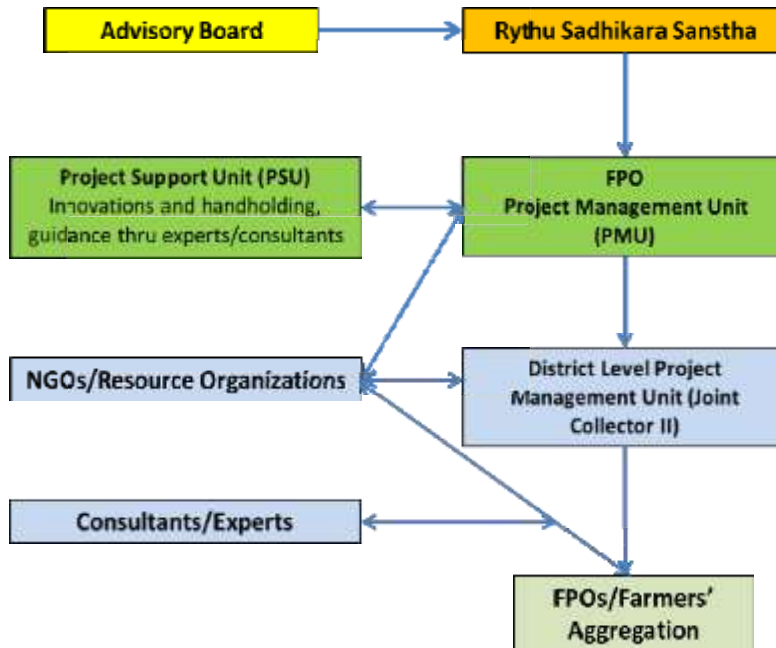 Advisory Board
Rythu Sadhikara Sanstha
Project Support Unit (PSU)
Innovations and handholding,
guidance thru experts/consultants
FPO
Project Management Unit
(PMU)
NGOs/Resource Organizations
District Level Project
Management Unit (Joint
Collector II)
Consultants/Experts
FPOs/Farmers'
Aggregation